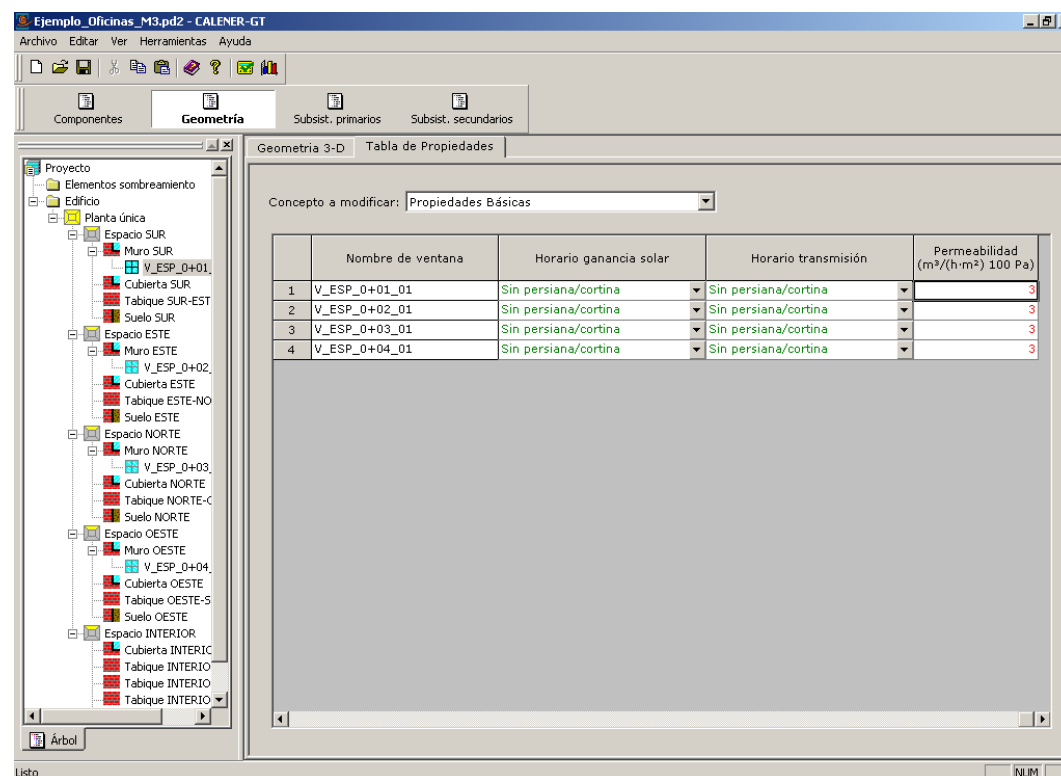 Ejemplo_Oficinas_M3.pd2 - CALENER-GT
Archivo Editar Ver Herramientas Ayuda
Componentes Geometría Subsist. primarios Subsist. secundarios
Geometria 3-D Tabla de Propiedades
Proyecto
Elementos sombreamiento
Edificio
Planta única
Espacio SUR
Muro SUR
V_ESP_0+01_
Cubierta SUR
Tabique SUR-EST
Suelo SUR
Espacio ESTE
Muro ESTE
V_ESP_0+02_
Cubierta ESTE
Tabique ESTE-NO
Suelo ESTE
Espacio NORTE
Muro NORTE
V_ESP_0+03_
Cubierta NORTE
Tabique NORTE-C
Suelo NORTE
Espacio OESTE
Muro OESTE
V_ESP_0+04_
Cubierta OESTE
Tabique OESTE-S
Suelo OESTE
Espacio INTERIOR
Cubierta INTERIC
Tabique INTERIO
Tabique INTERIO
Tabique INTERIO
Árbol
Concepto a modificar: Propiedades Básicas
Nombre de ventana Horario ganancia solar Horario transmisión Permeabilidad (m³/(h·m²) 100 Pa)
1 V_ESP_0+01_01 Sin persiana/cortina Sin persiana/cortina 3
2 V_ESP_0+02_01 Sin persiana/cortina Sin persiana/cortina 3
3 V_ESP_0+03_01 Sin persiana/cortina Sin persiana/cortina 3
4 V_ESP_0+04_01 Sin persiana/cortina Sin persiana/cortina 3
Listo NUM